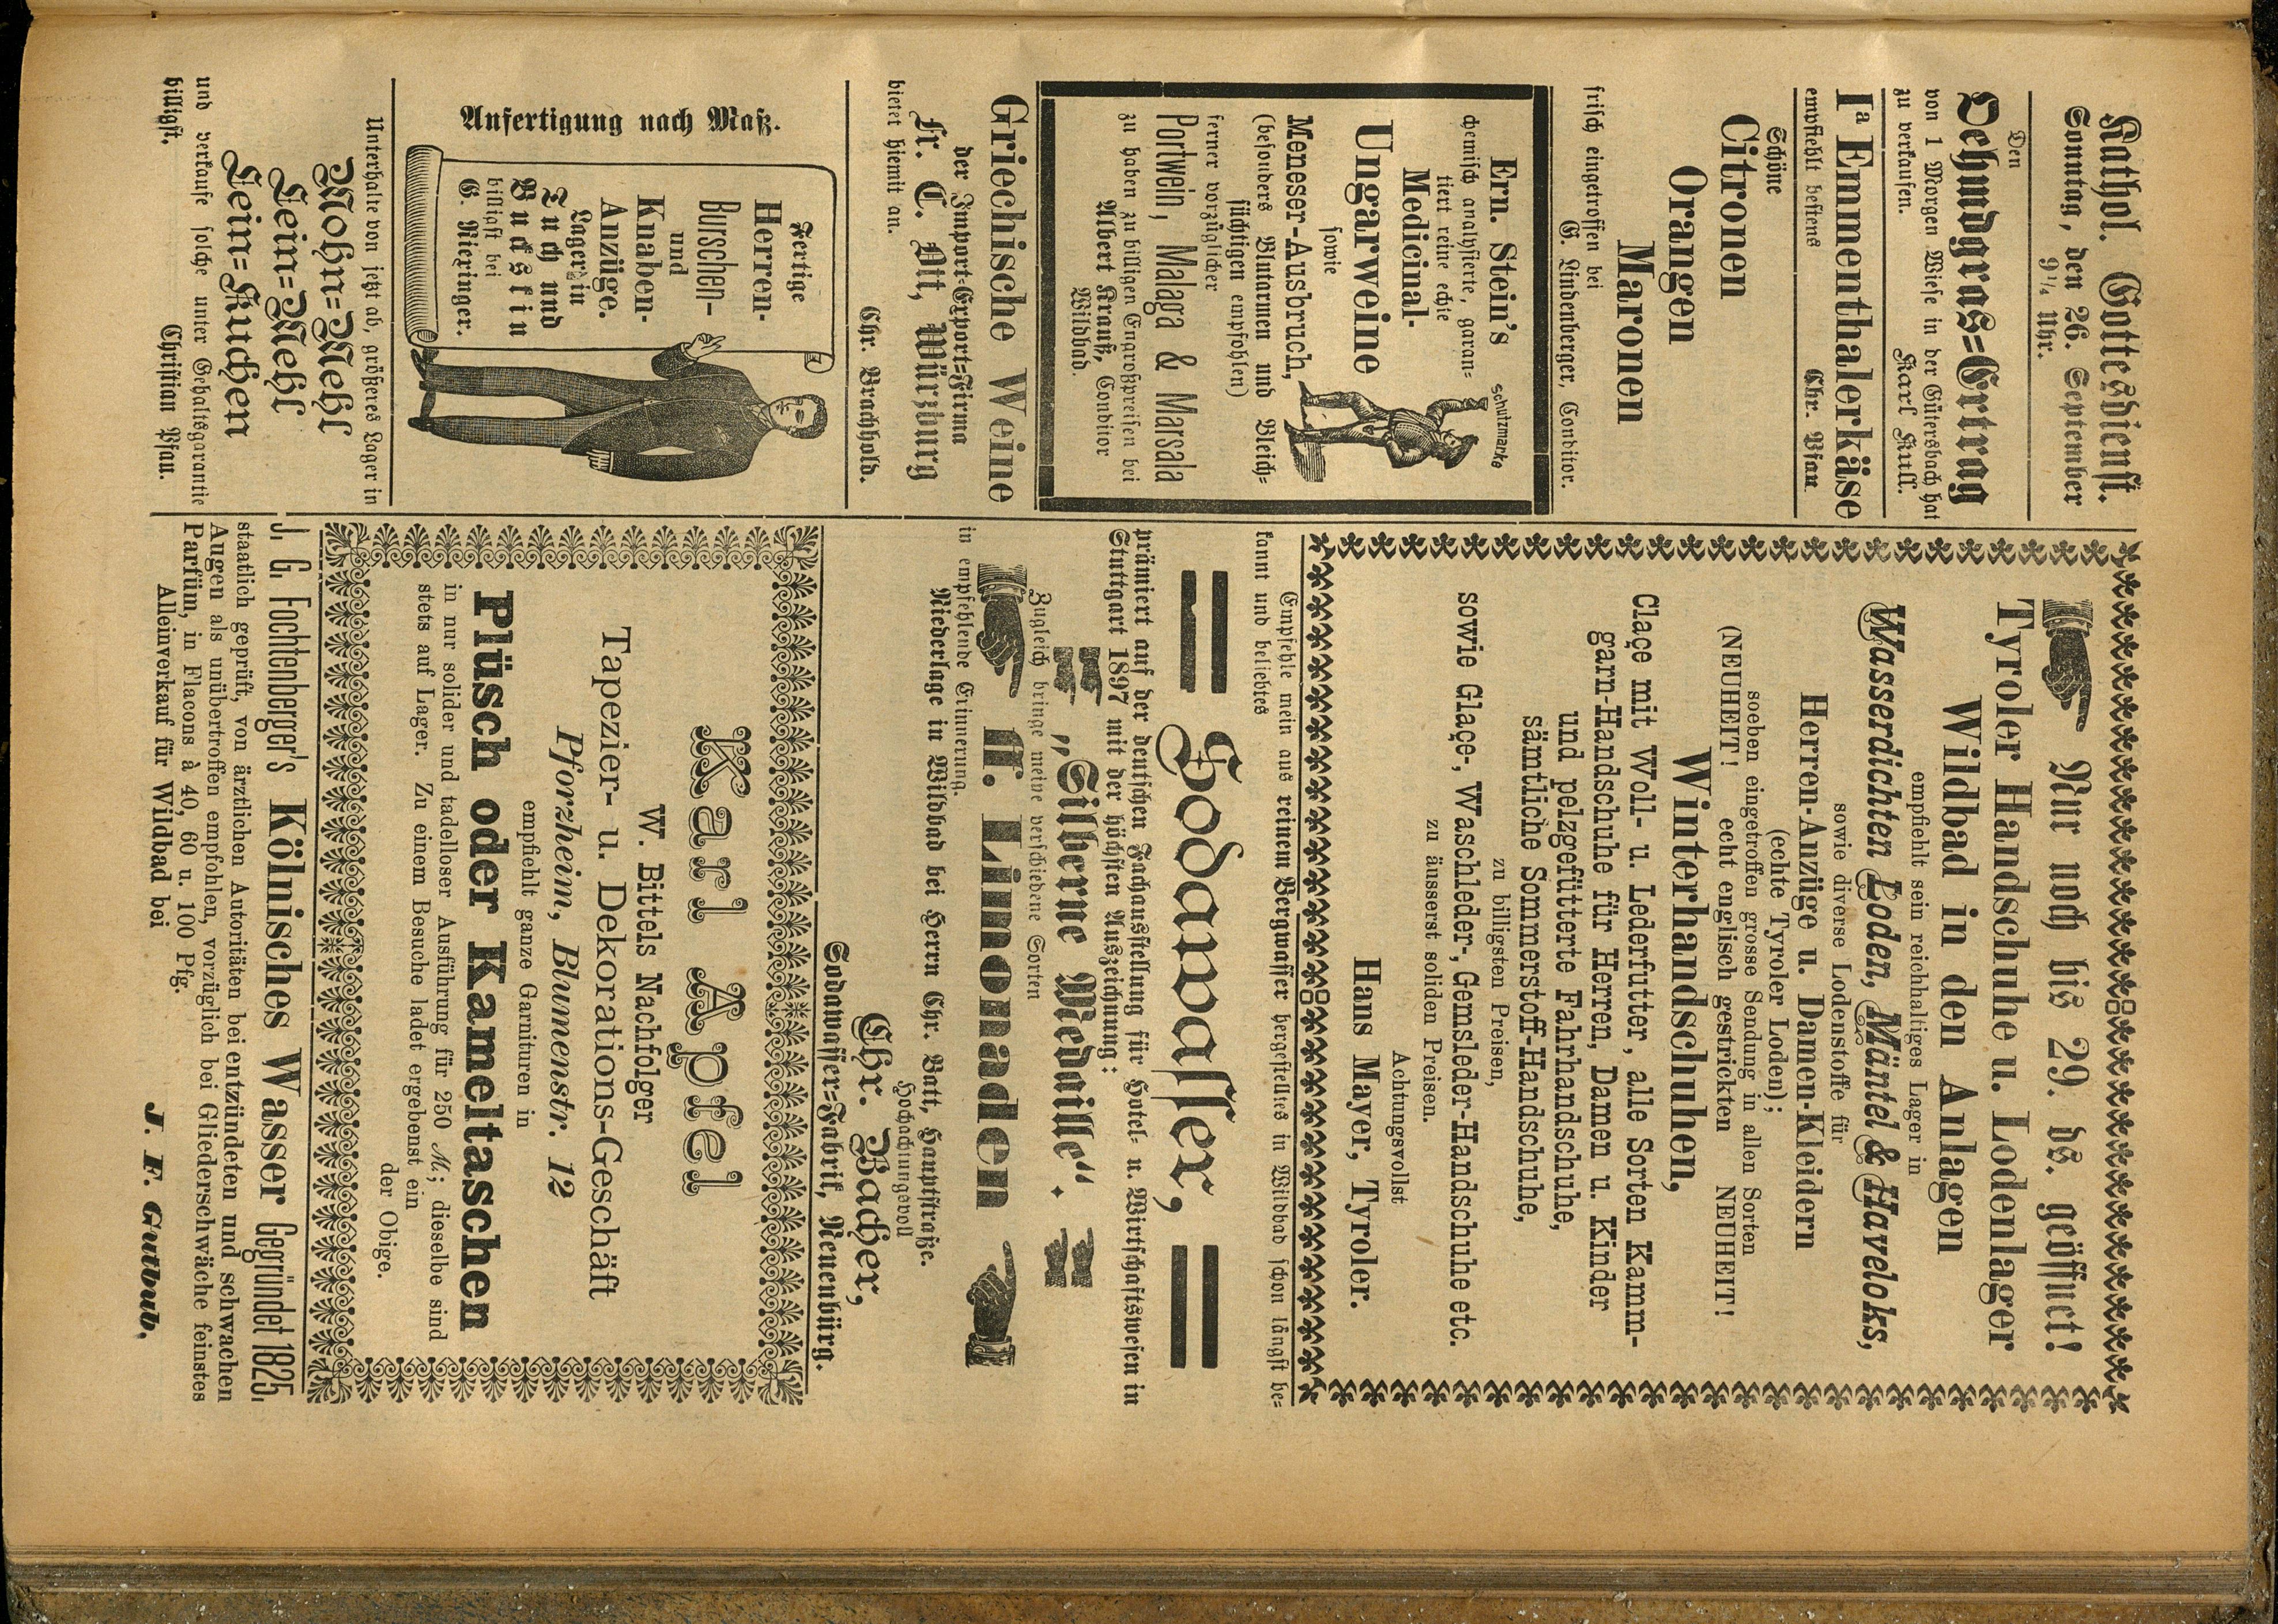 Kathol. Gottesdienst.
Sonntag, den 26. September
9¼ Uhr.
Den
Oehmdgras=Ertrag
von 1 Morgen Wiese in der Gütersbach hat
zu verkaufen.
Karl Kull.
Iª Emmenthalerkäse
empfiehlt bestens
Chr. Pfau
Schöne
Citronen
Orangen
Maronen
frisch eingetroffen bei
G. Lindenberger, Conditor.
Ern. Stein's
Schutzmarke
chemisch analysierte, garan=
tiert reine echte
Medicinal-
Ungarweine
sowie
Meneser-Ausbruch,
(besonders Blutarmen und Bleich=
süchtigen empfohlen)
ferner vorzüglicher
Portwein, Malaga & Marsala
zu haben zu billigen Engrospreisen bei
Albert Krauß, Conditor
Wildbad.
Griechische Weine
der Import=Export=Firma
Fr. C. Ott, Würzburg
bietet hiemit an.
Chr. Brachhold.
Anfertigung nach Maß.
Fertige
Herren-
Burschen-
und
Knaben-
Anzüge.
Lager in
Tuch und
Bukskin
billigst bei
G. Riexinger.
Unterhalte von jetzt ab, größeres Lager in
Mohn=Mehl
Lein=Mehl
Lein=Kuchen
und verkaufe solche unter Gehaltsgarantie
billigst.
Christian Pfau.
Nur noch bis 29. ds. geöffnet!
Tyroler Handschuhe u. Lodenlager
Wildbad in den Anlagen
empfiehlt sein reichhaltiges Lager in
Wasserdichten Loden, Mäntel & Haveloks,
sowie diverse Lodenstoffe für
Herren-Anzüge u. Damen-Kleidern
(echte Tyroler Loden);
soeben eingetroffen grosse Sendung in allen Sorten
(NEUHEIT! echt englisch gestrickten NEUHEIT!
Winterhandschuhen,
Claçe mit Woll- u. Lederfutter, alle Sorten Kamm-
garn-Handschuhe für Herren, Damen u. Kinder
und pelzgefütterte Fahrhandschuhe,
sämtliche Sommerstoff-Handschuhe,
zu billigsten Preisen,
sowie Glaçe-, Waschleder-, Gemsleder-Handschuhe etc.
zu äusserst soliden Preisen.
Achtungsvollst
Hans Mayer, Tyroler.
Empfehle mein aus reinem Bergwasser hergestelltes in Wildbad schon längst be=
kannt und beliebtes
Sodawasser,
prämiert auf der deutschen Fachausstellung für Hotel- u. Wirtschaftswesen in
Stuttgart 1897 mit der höchsten Auszeichnung:
„Silberne Medaille“.
Zugleich bringe meine verschiedene Sorten
ff. Limonaden
in empfehlende Erinnerung.
Niederlage in Wildbad bei Herrn Chr. Batt, Hauptstraße.
Hochachtungsvoll
Chr. Bacher,
Sodawasser=Fabrik, Neuenbürg.
Karl Apfel
W. Bittels Nachfolger
Tapezier- u. Dekorations-Geschäft
Pforzheim, Blumenstr. 12
empfiehlt ganze Garnituren in
Plüsch oder Kameltaschen
in nur solider und tadelloser Ausführung für 250 M; dieselbe sind
stets auf Lager. Zu einem Besuche ladet ergebenst ein
der Obige.
J. G. Fochtenberger's Kölnisches Wasser Gegründet 1825.
staatlich geprüft, von ärztlichen Autoritäten bei entzündeten und schwachen
Augen als unübertroffen empfohlen, vorzüglich bei Gliederschwäche feinstes
Parfüm, in Flacons à 40, 60 u. 100 Pfg.
Alleinverkauf für Wildbad bei
J. F. Gutbub.